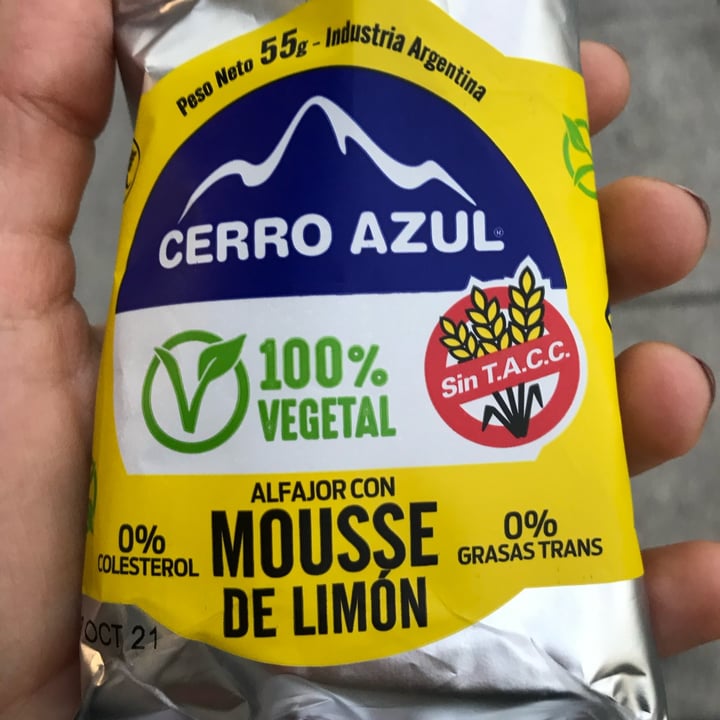 Peso Neto 55g - Industria Argentina
CERRO AZUL
100%
VEGETAL
Sin T.A.C.C.
ALFAJOR CON
MOUSSE
DE LIMÓN
0%
COLESTEROL
0%
GRASAS TRANS
OCT 21